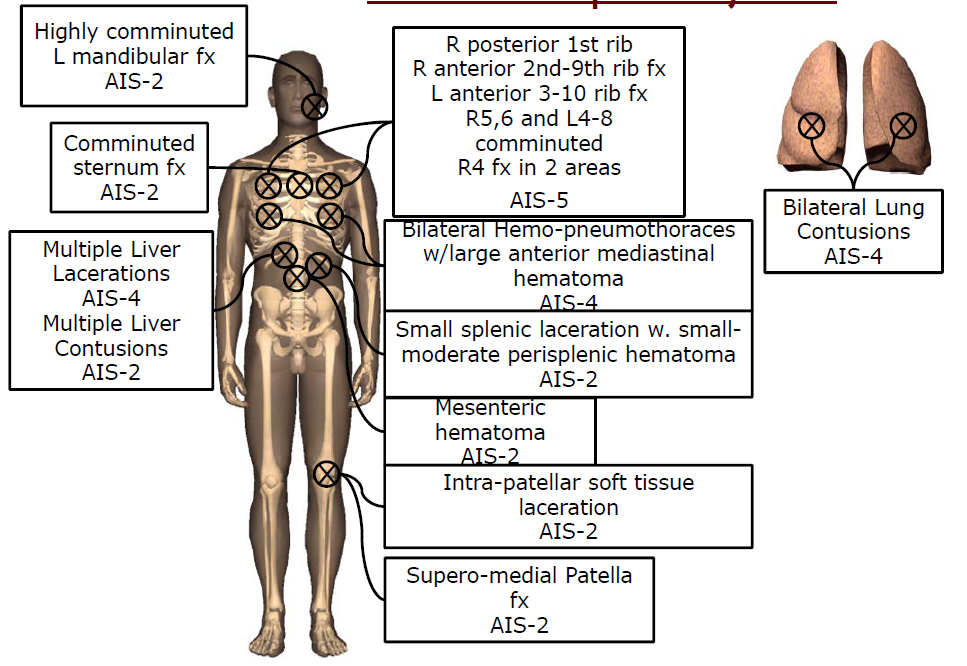 Highly comminuted
L mandibular fx
AIS-2
Comminuted
sternum fx
AIS-2
Multiple Liver
Lacerations
AIS-4
Multiple Liver
Contusions
AIS-2
R posterior 1st rib
R anterior 2nd-9th rib fx
L anterior 3-10 rib fx
R5,6 and L4-8
comminuted
R4 fx in 2 areas
AIS-5
Bilateral Hemo-pneumothoraces
w/large anterior mediastinal
hematoma
AIS-4
Small splenic laceration w. small-
moderate perisplenic hematoma
AIS-2
Mesenteric
hematoma
AIS-2
Intra-patellar soft tissue
laceration
AIS-2
Supero-medial Patella
fx
AIS-2
Bilateral Lung
Contusions
AIS-4